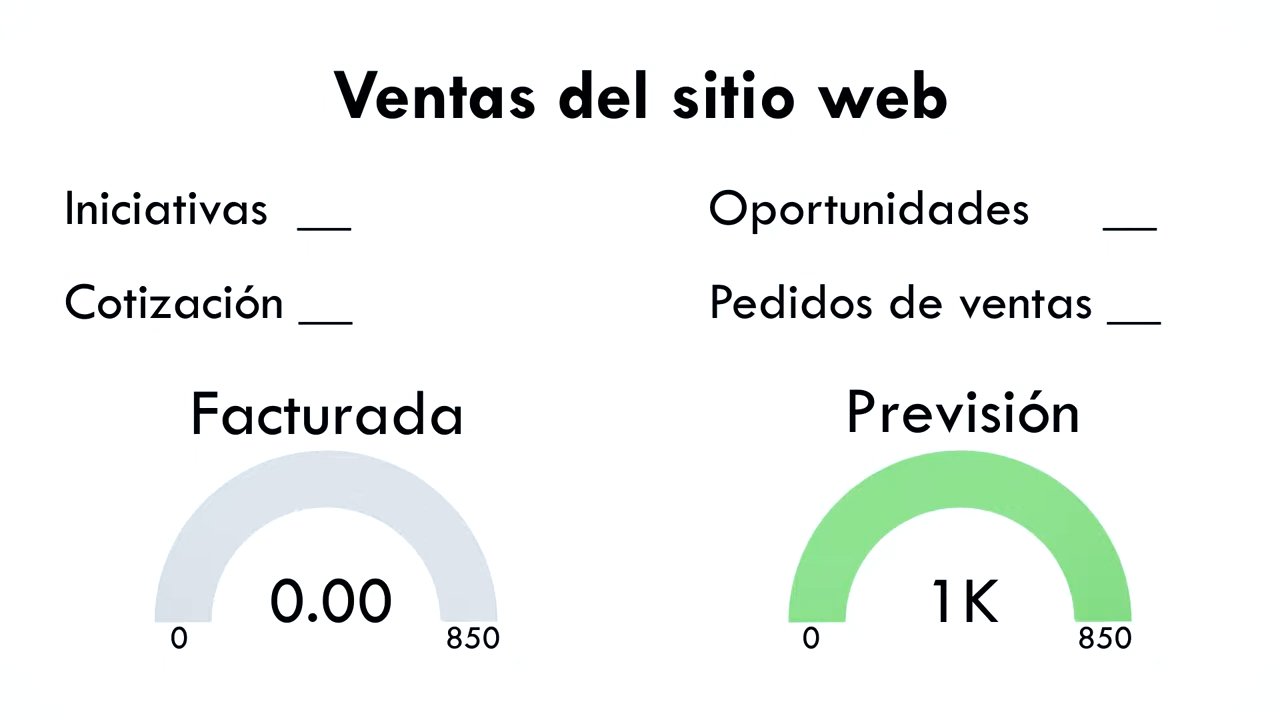 Ventas del sitio web
Iniciativas __ Oportunidades __
Cotización __ Pedidos de ventas __
Facturada Previsión
0.00 1K
0 850 0 850